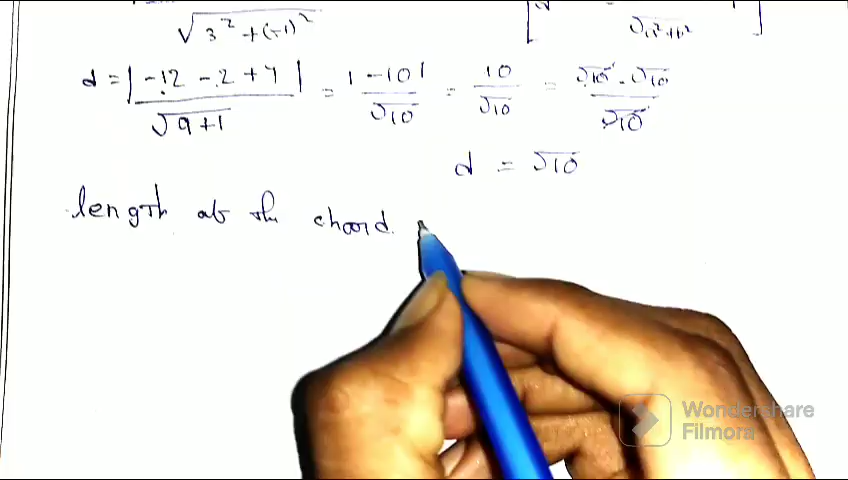 √3² + (-1)²
d = |-12 - 2 + 4| / √9+1 = |-10| / √10 = 10 / √10 = √10 · √10 / √10
d = √10
length of the chord
Wondershare
Filmora